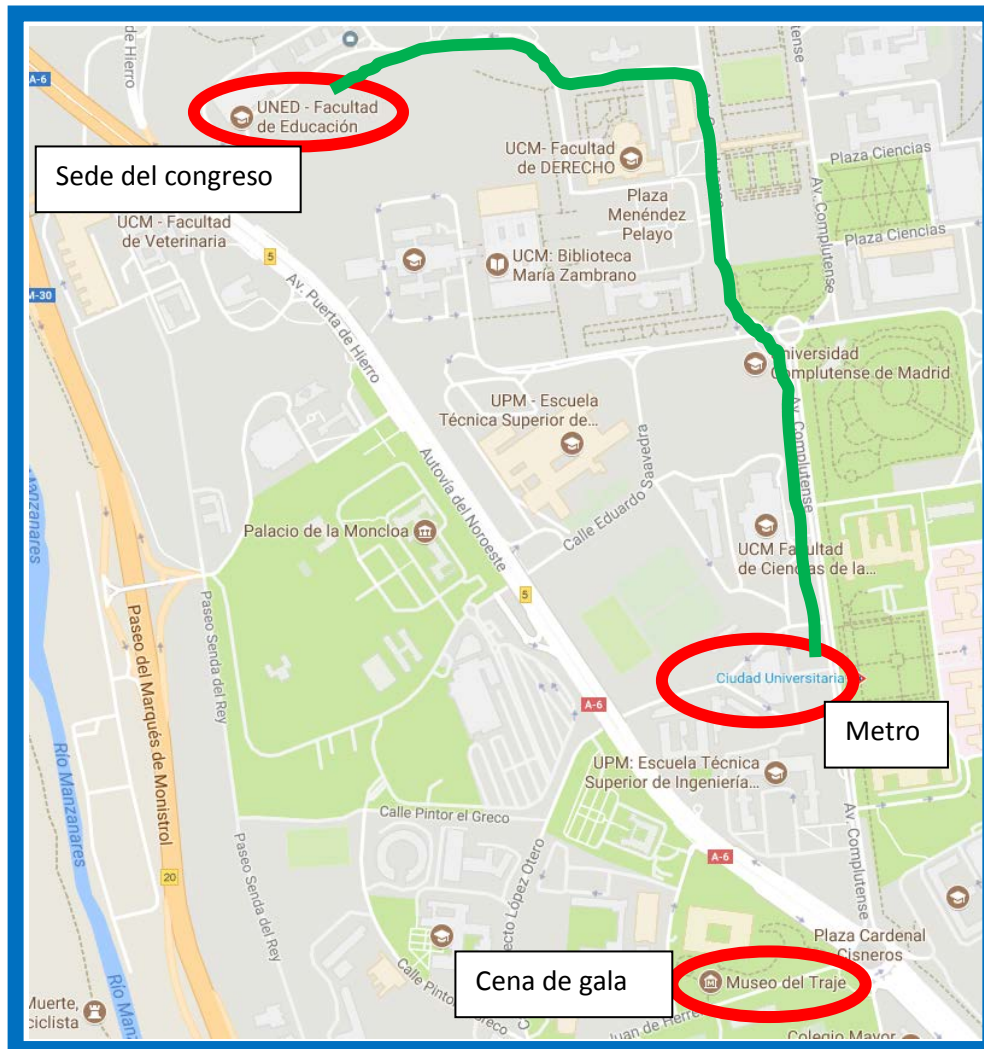 de Hierro
A-6
UNED - Facultad
de Educación
Sede del congreso
UCM - Facultad
de Veterinaria
5
M-30
Av. Puerta de Hierro
UCM- Facultad
de DERECHO
Plaza
Menéndez
Pelayo
UCM: Biblioteca
María Zambrano
Plaza Ciencias
Av. Complutense
Plaza Ciencias
Universidad
Complutense de Madrid
UPM - Escuela
Técnica Superior de...
Av. Complutense
Calle Eduardo Saavedra
Autovía del Noroeste
Palacio de la Moncloa
UCM Facultad
de Ciencias de la...
5
Manzanares
Paseo del Marqués de Monistrol
Paseo Senda del Rey
Ciudad Universitaria
Metro
A-6
Río Manzanares
UPM: Escuela Técnica
Superior de Ingeniería...
Calle Pintor el Greco
Av. Complutense
A-6
20
Paseo Senda del Rey
Plaza Cardenal
Cisneros
Cena de gala
Museo del Traje
Colegio Mayor